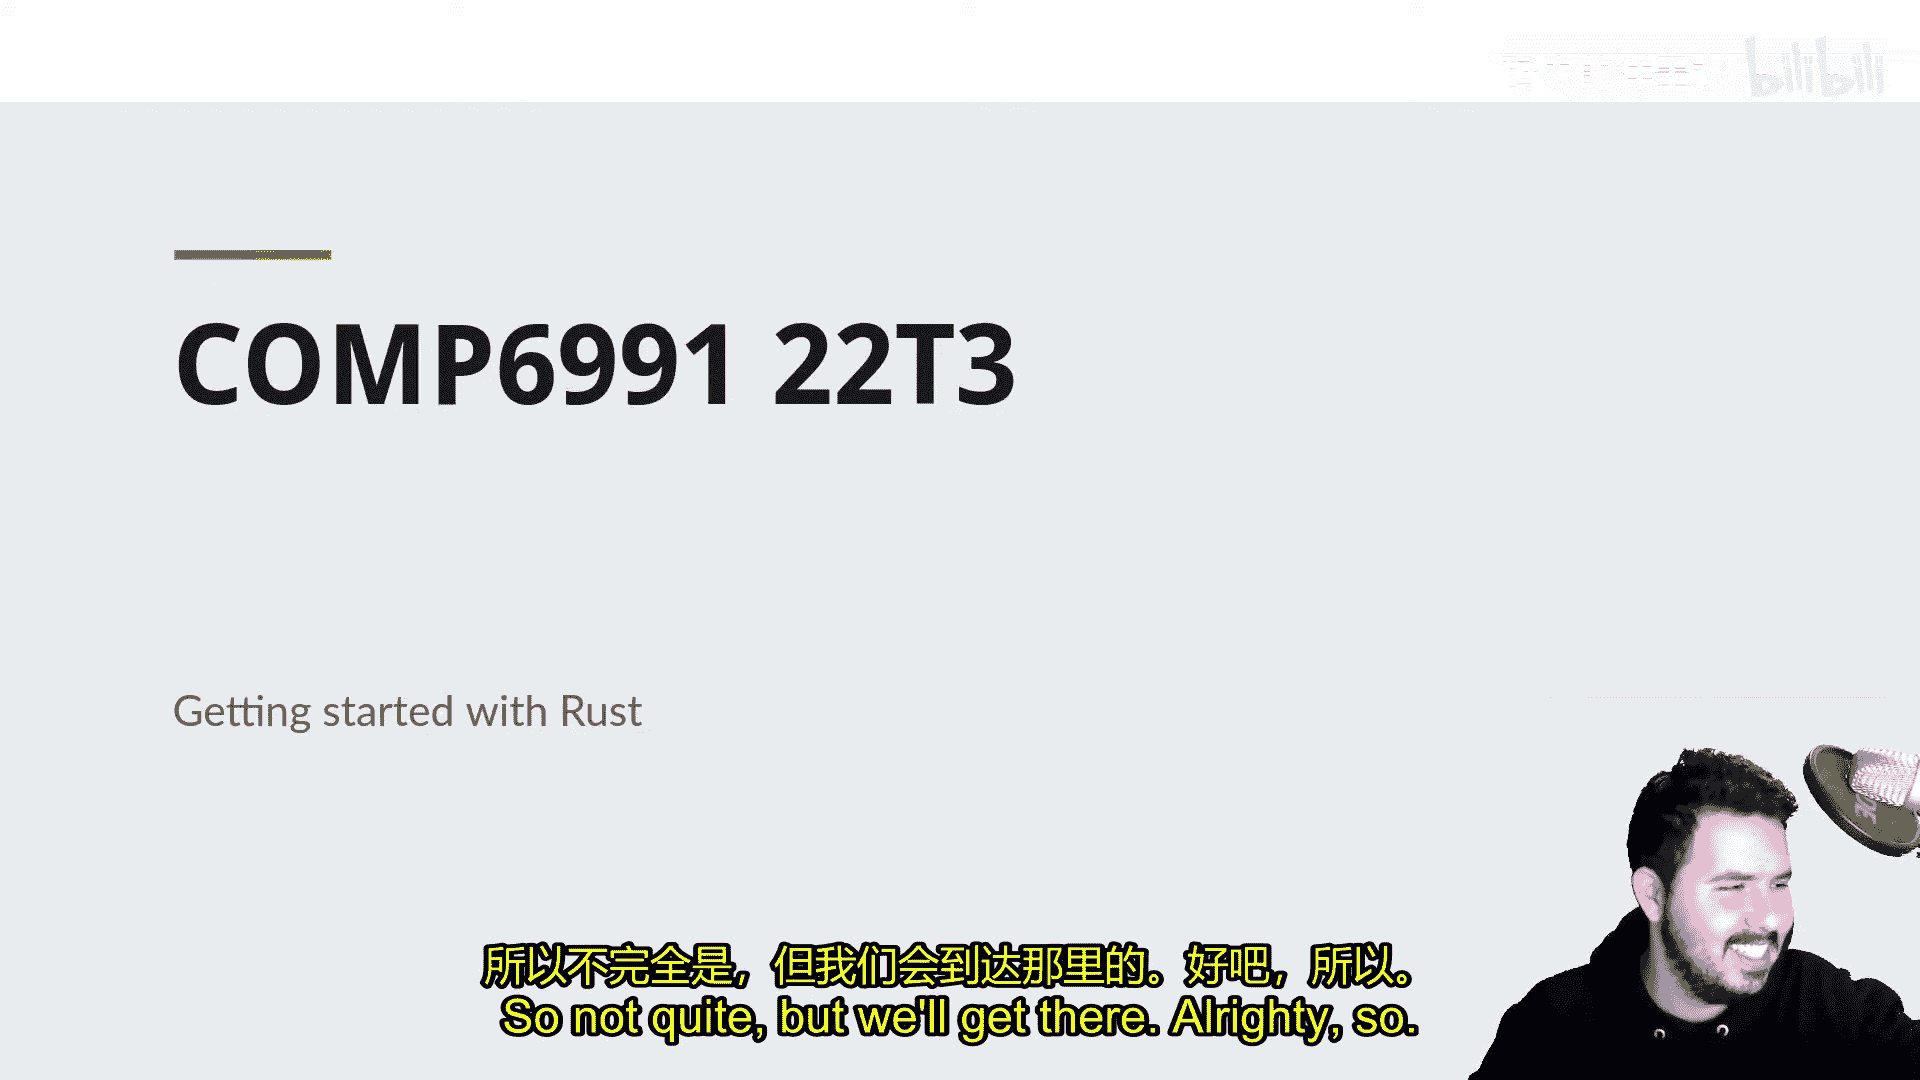 bilibili
COMP6991 22T3
Getting started with Rust
所以不完全是，但我们会到达那里的。好吧，所以。
So not quite, but we'll get there. Alrighty, so.